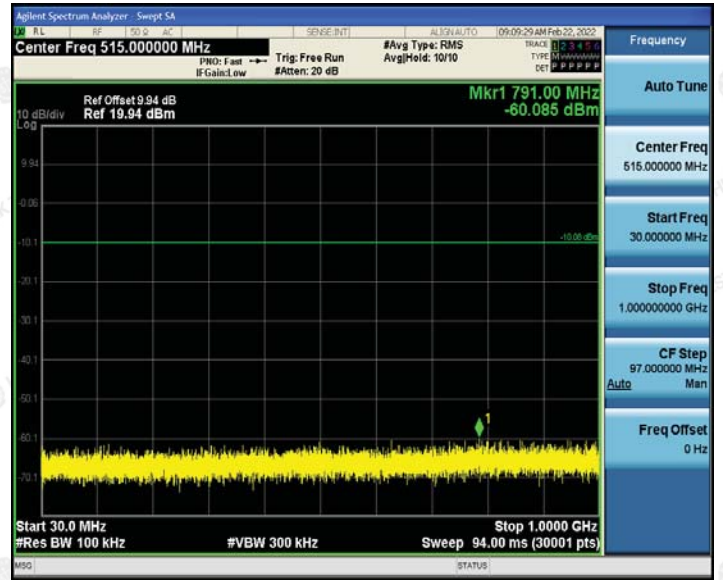 Agilent Spectrum Analyzer - Swept SA
RL RF 50 Ω AC SENSE:INT ALIGN AUTO 09:09:29 AM Feb 22, 2022
Center Freq 515.000000 MHz
PNO: Fast
IFGain:Low
Trig: Free Run
#Atten: 20 dB
#Avg Type: RMS
Avg|Hold: 10/10
TRACE 1 2 3 4 5 6
TYPE M
DET P P P P P P
Ref Offset 9.94 dB
10 dB/div Ref 19.94 dBm
Log
Mkr1 791.00 MHz
-60.085 dBm
9.94
-0.06
-10.1
-10.06 dBm
-20.1
-30.1
-40.1
-50.1
-60.1
-70.1
1
Start 30.0 MHz Stop 1.0000 GHz
#Res BW 100 kHz #VBW 300 kHz Sweep 94.00 ms (30001 pts)
MSG STATUS
Frequency
Auto Tune
Center Freq
515.000000 MHz
Start Freq
30.000000 MHz
Stop Freq
1.000000000 GHz
CF Step
97.000000 MHz
Auto Man
Freq Offset
0 Hz